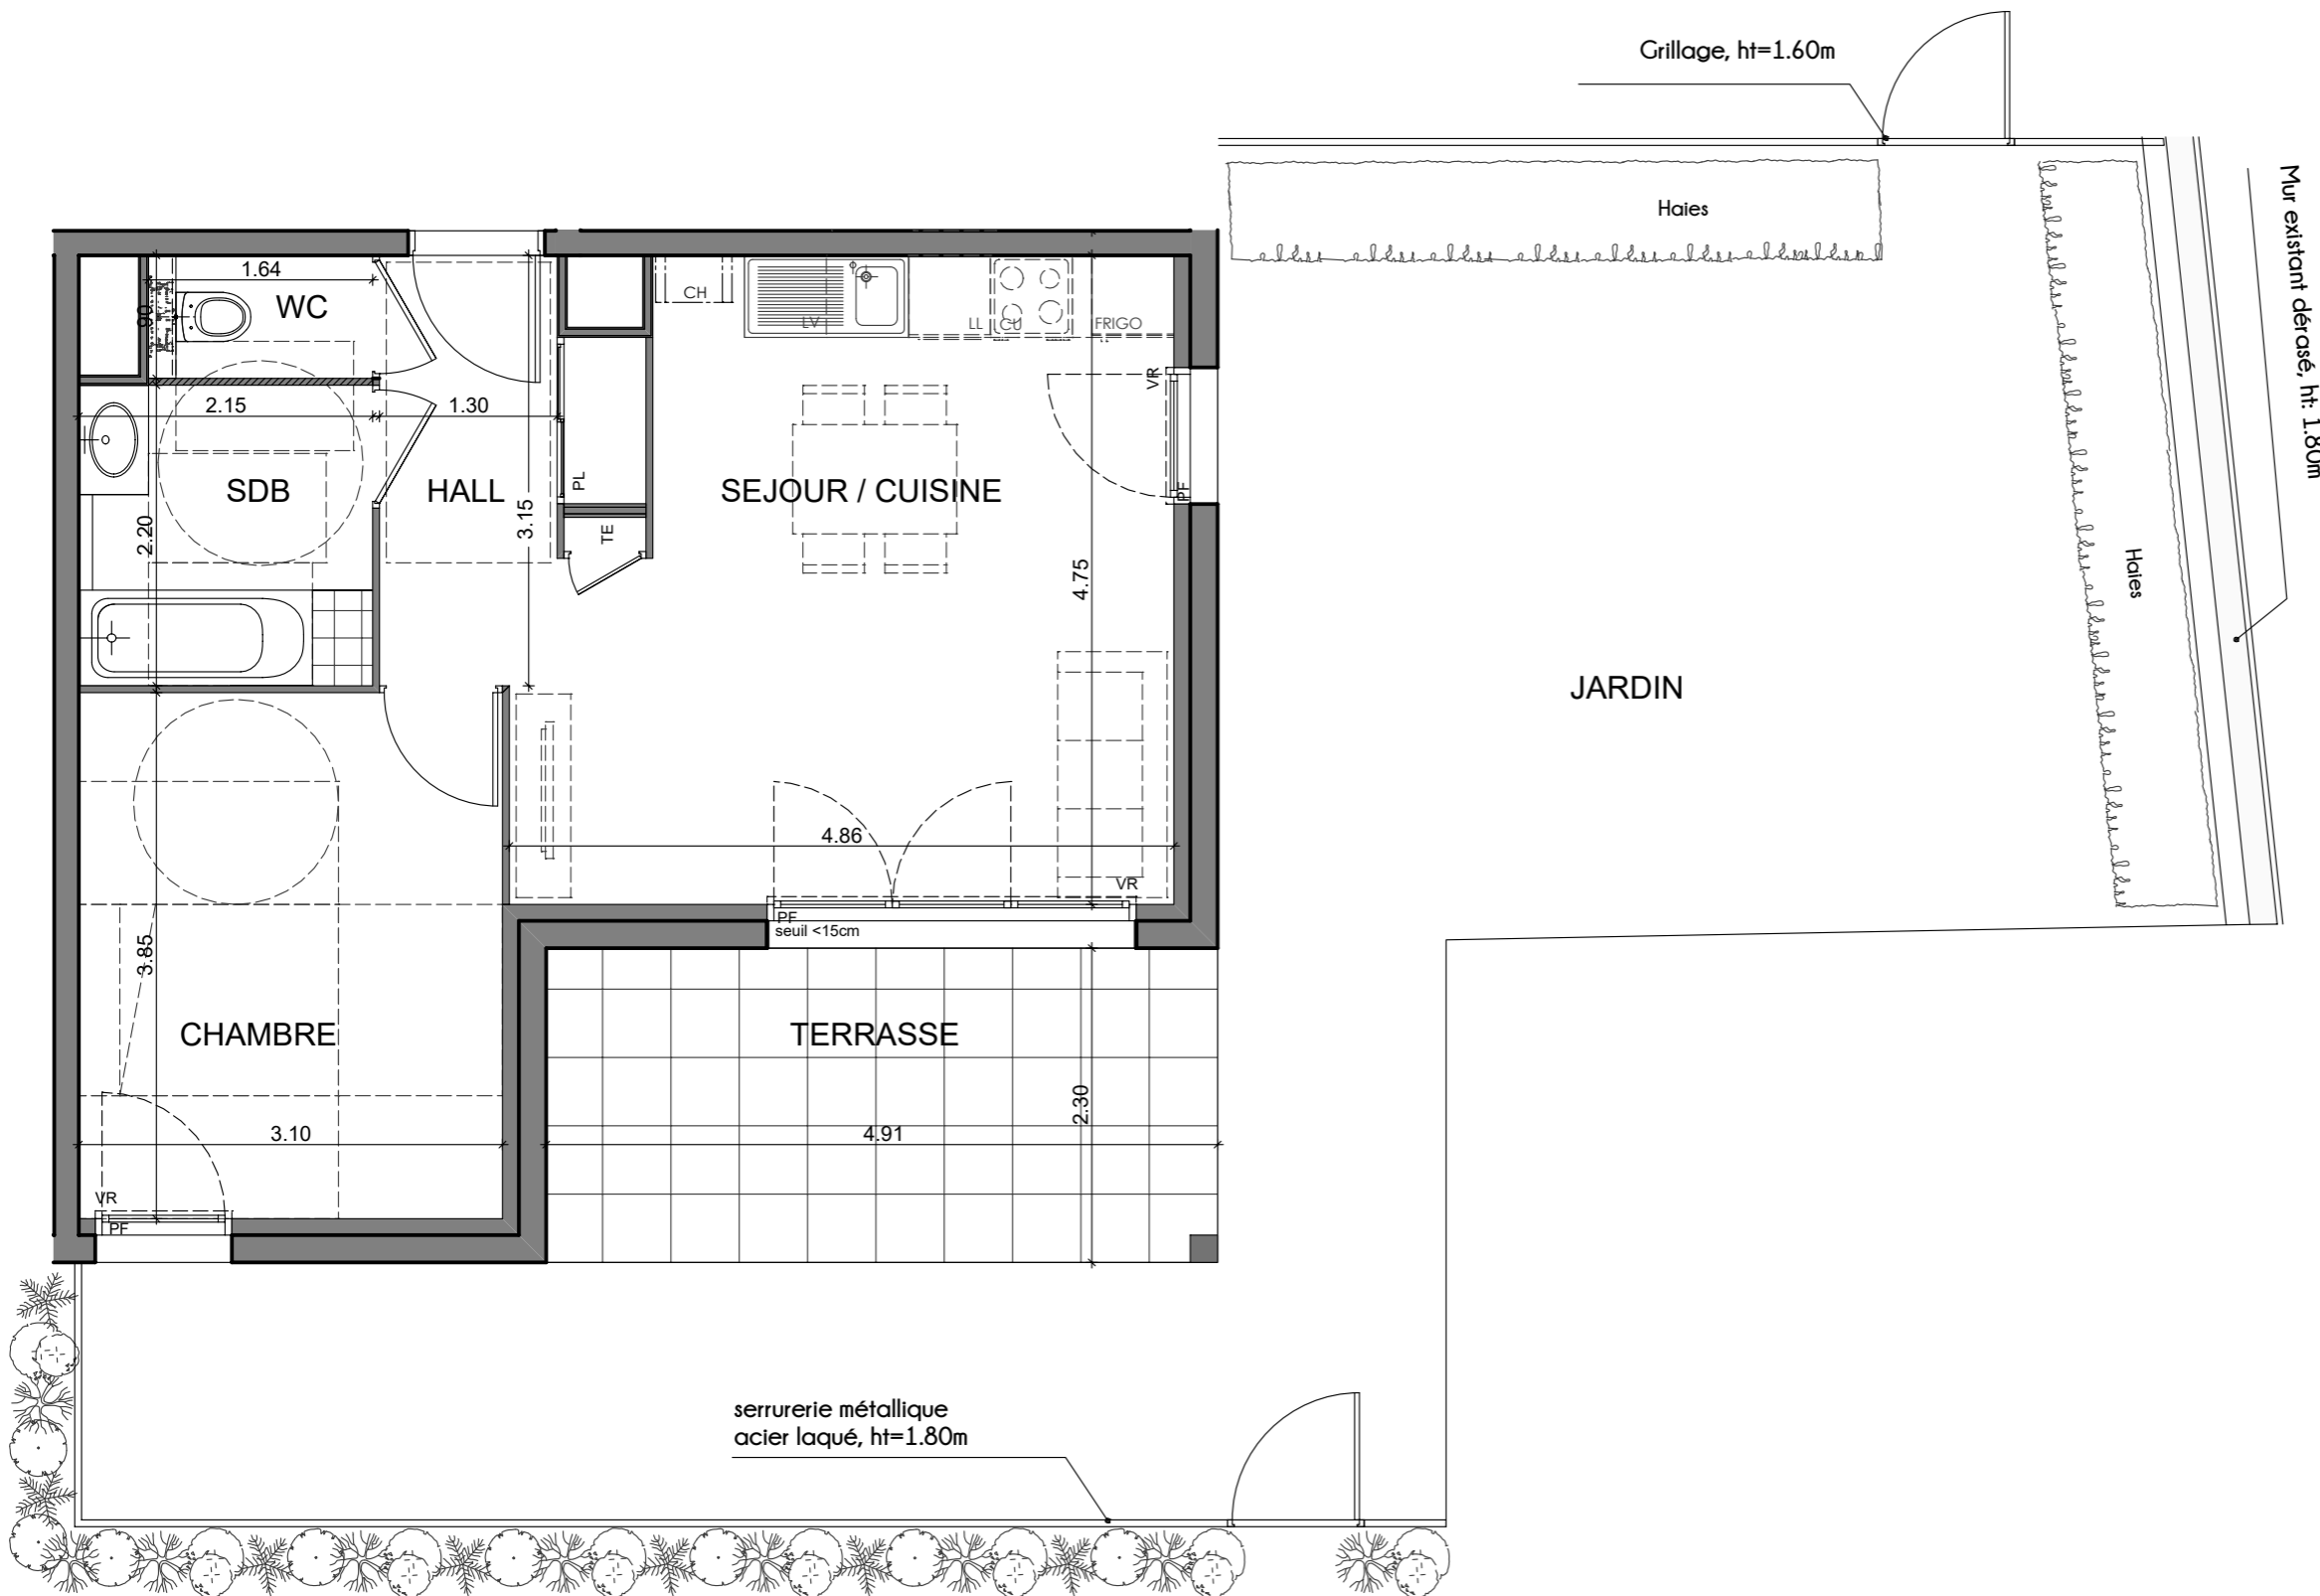 Grillage, ht=1.60m
Mur existant dérasé, ht: 1.80m
Haies
Haies
1.64
90
WC
CH
LV
LL
CU
FRIGO
VR
PF
2.15
1.30
SDB
HALL
PL
SEJOUR / CUISINE
2.20
3.15
TE
4.75
JARDIN
4.86
VR
PF
seuil <15cm
3.85
CHAMBRE
TERRASSE
2.30
3.10
4.91
VR
PF
serrurerie métallique
acier laqué, ht=1.80m